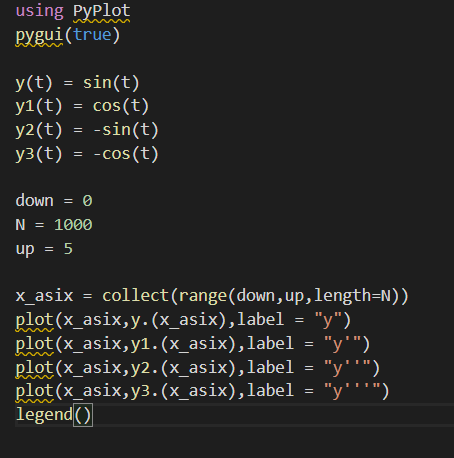 using PyPlot
pygui(true)
y(t) = sin(t)
y1(t) = cos(t)
y2(t) = -sin(t)
y3(t) = -cos(t)
down = 0
N = 1000
up = 5
x_asix = collect(range(down,up,length=N))
plot(x_asix,y.(x_asix),label = "y")
plot(x_asix,y1.(x_asix),label = "y'")
plot(x_asix,y2.(x_asix),label = "y''")
plot(x_asix,y3.(x_asix),label = "y'''")
legend()